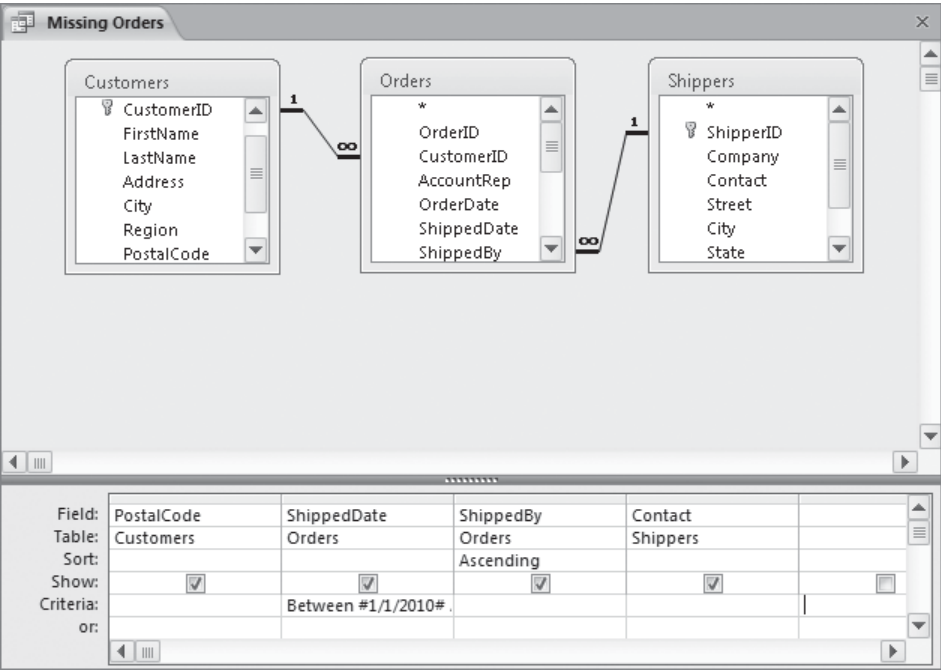 Missing Orders
Customers
CustomerID
FirstName
LastName
Address
City
Region
PostalCode
1
∞
Orders
*
OrderID
CustomerID
AccountRep
OrderDate
ShippedDate
ShippedBy
∞
1
Shippers
*
ShipperID
Company
Contact
Street
City
State
Field: PostalCode ShippedDate ShippedBy Contact
Table: Customers Orders Orders Shippers
Sort: Ascending
Show:
Criteria: Between #1/1/2010# .
or: